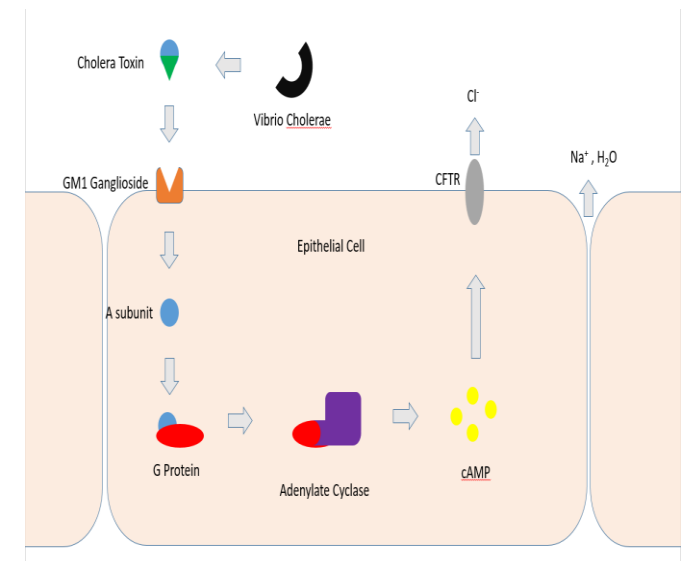 Cholera Toxin
Vibrio Cholerae
Cl⁻
GM1 Ganglioside
CFTR
Na⁺ , H₂O
Epithelial Cell
A subunit
G Protein
Adenylate Cyclase
cAMP